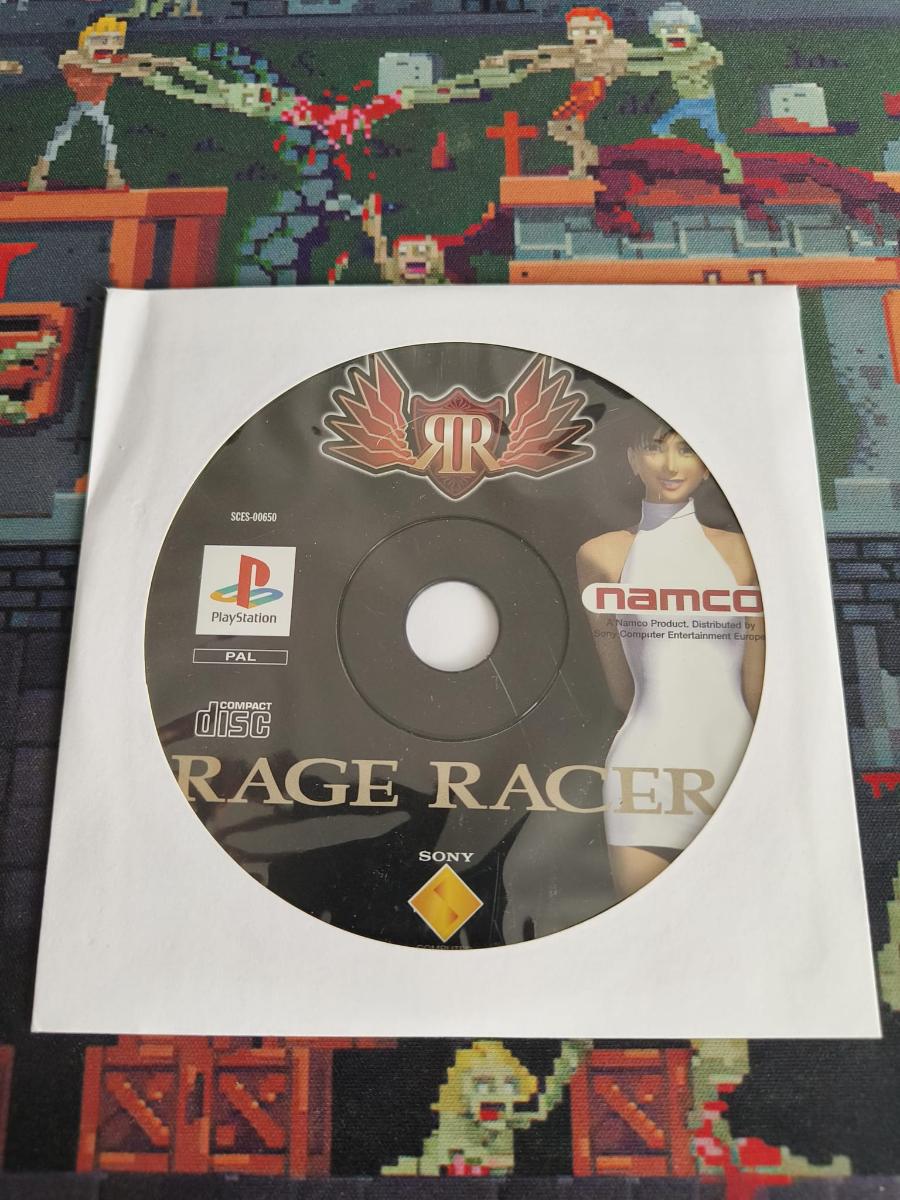 RR
SCES-00650
PlayStation
PAL
COMPACT
disc
namco
A Namco Product. Distributed by
Sony Computer Entertainment Europe
RAGE RACER
SONY
COMPUTER